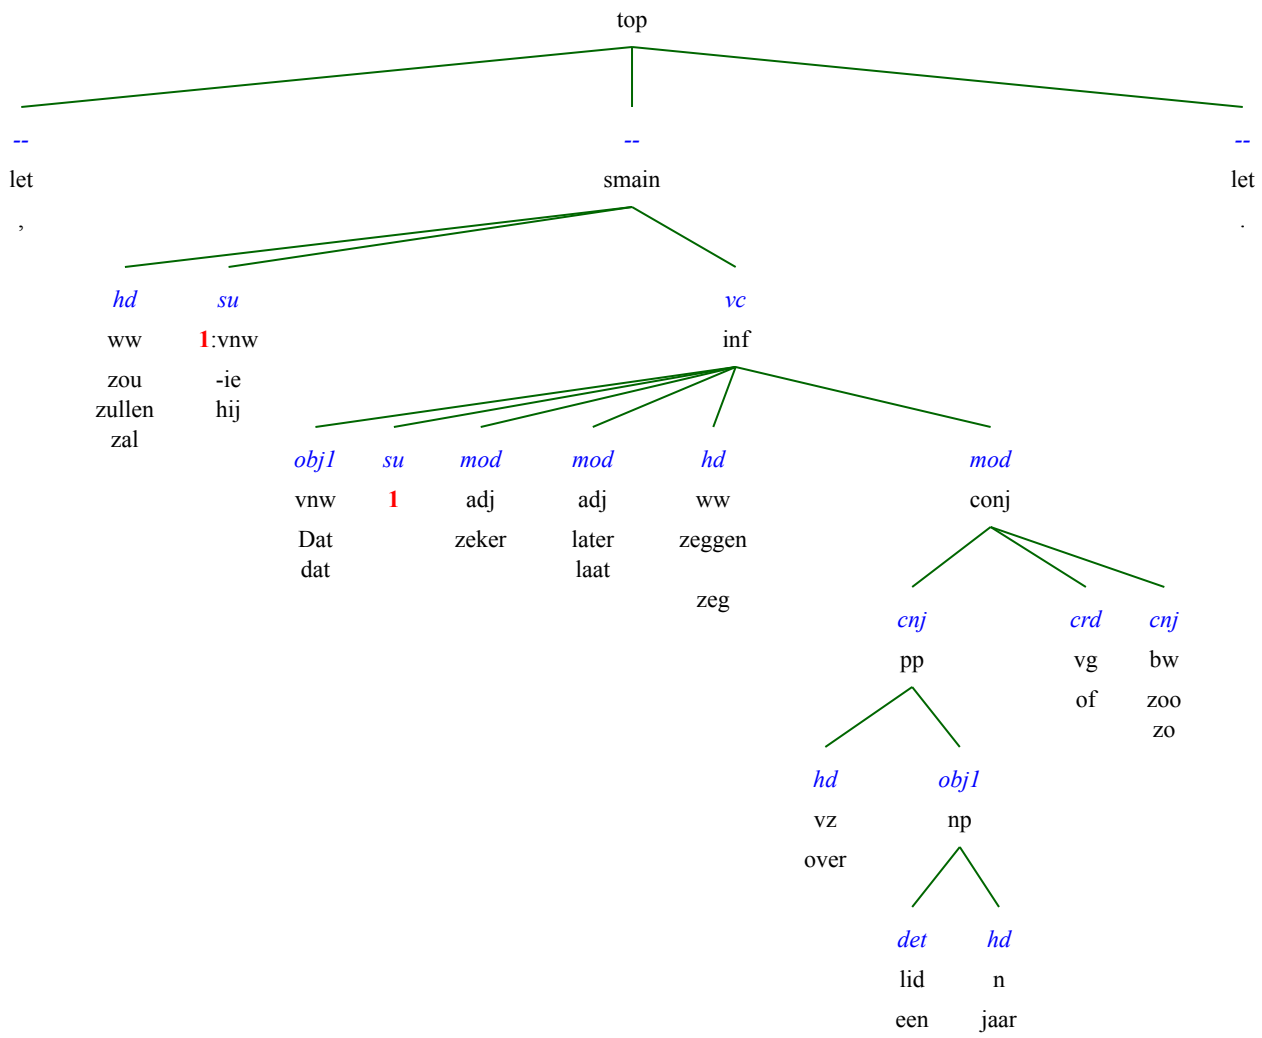 top
-- -- --
let smain let
, .
hd su vc
ww 1:vnw inf
zou -ie
zullen hij
zal
obj1 su mod mod hd mod
vnw 1 adj adj ww conj
Dat zeker later zeggen
dat laat
zeg
cnj crd cnj
pp vg bw
of zoo
zo
hd obj1
vz np
over
det hd
lid n
een jaar